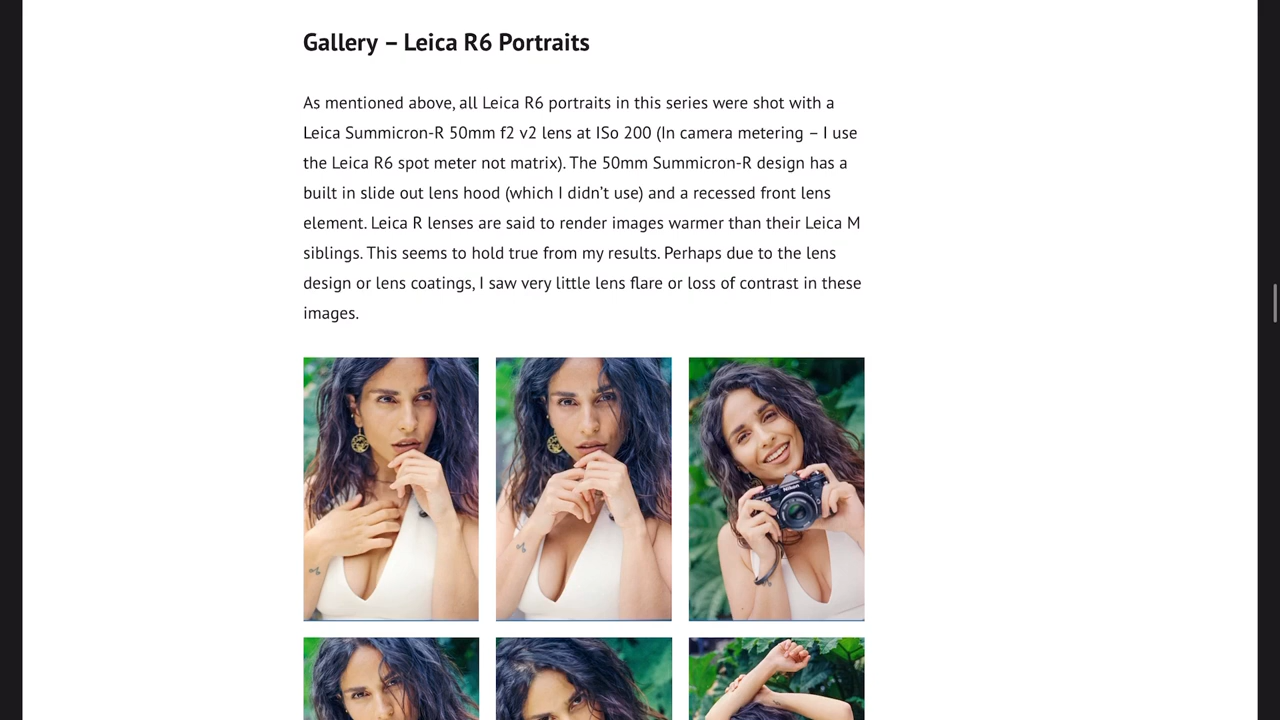 Gallery – Leica R6 Portraits
As mentioned above, all Leica R6 portraits in this series were shot with a
Leica Summicron-R 50mm f2 v2 lens at ISo 200 (In camera metering – I use
the Leica R6 spot meter not matrix). The 50mm Summicron-R design has a
built in slide out lens hood (which I didn’t use) and a recessed front lens
element. Leica R lenses are said to render images warmer than their Leica M
siblings. This seems to hold true from my results. Perhaps due to the lens
design or lens coatings, I saw very little lens flare or loss of contrast in these
images.
Nikon